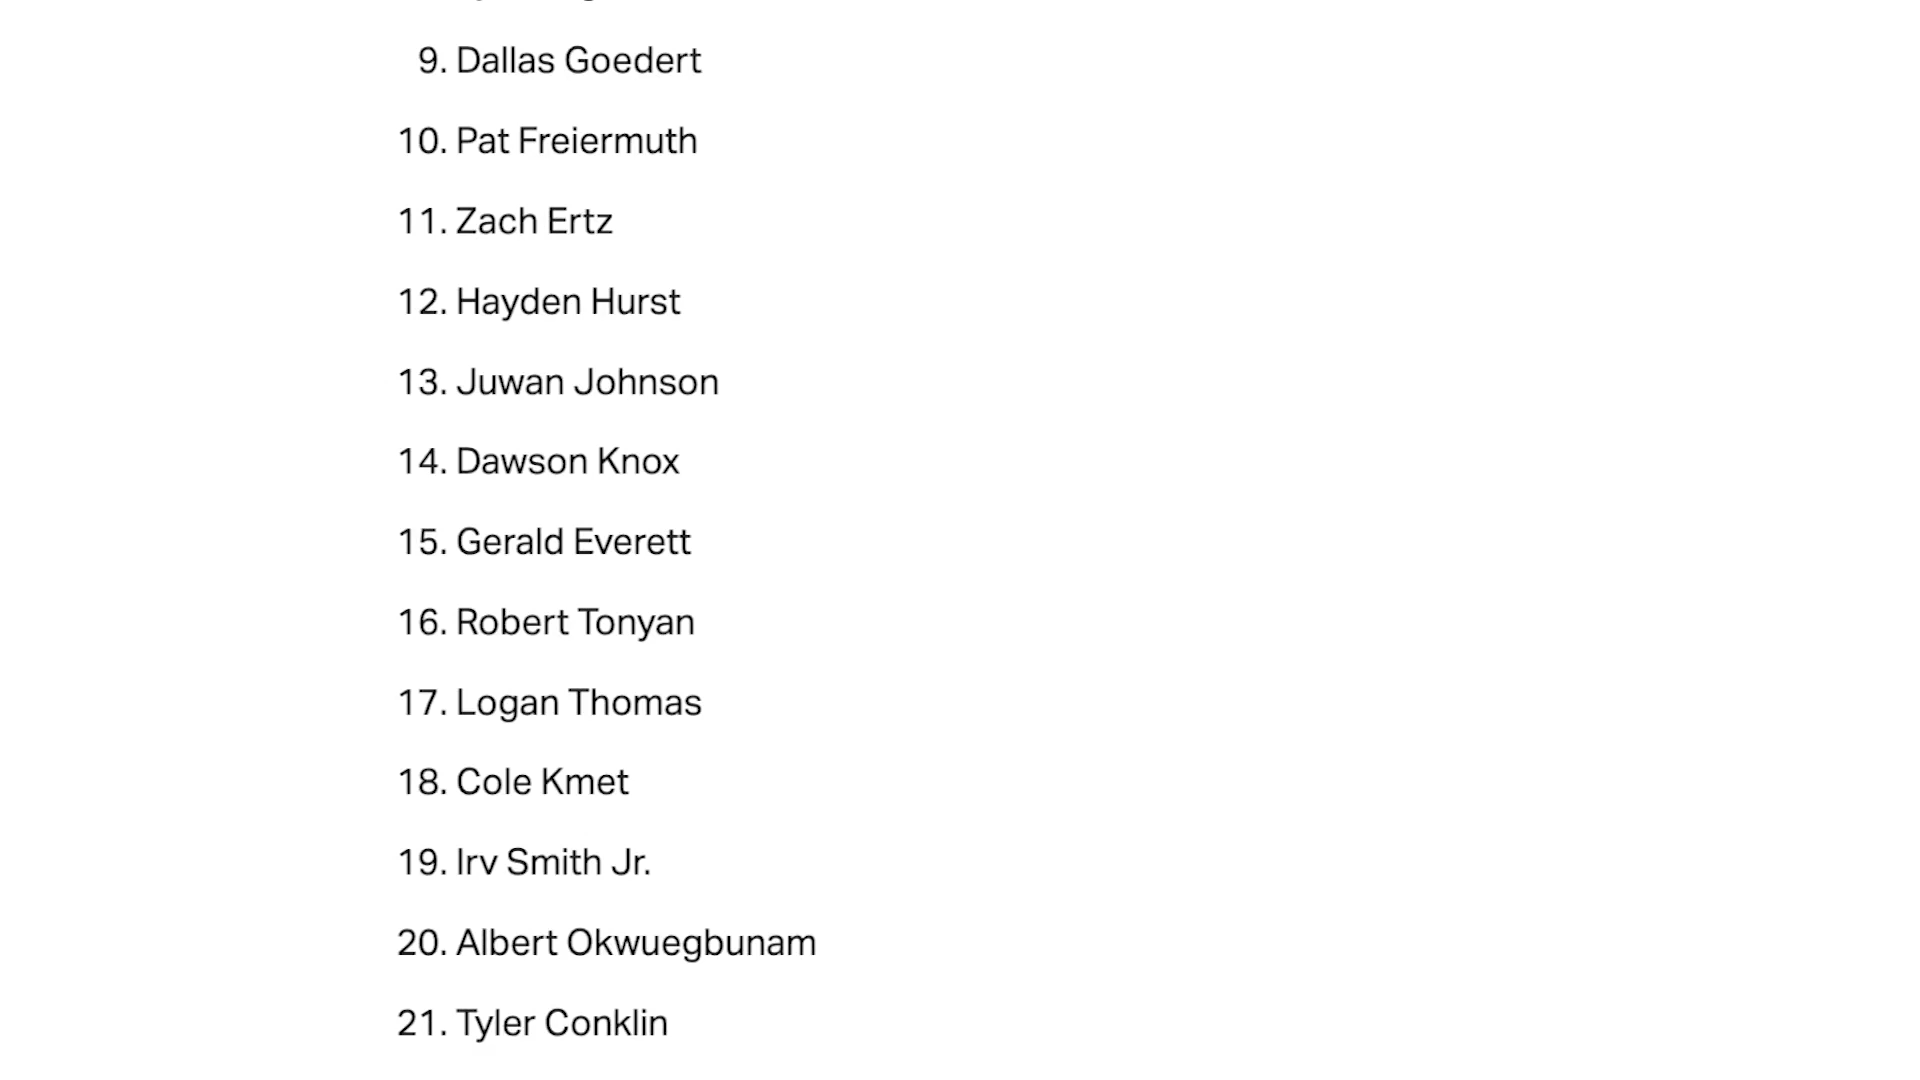 9. Dallas Goedert
10. Pat Freiermuth
11. Zach Ertz
12. Hayden Hurst
13. Juwan Johnson
14. Dawson Knox
15. Gerald Everett
16. Robert Tonyan
17. Logan Thomas
18. Cole Kmet
19. Irv Smith Jr.
20. Albert Okwuegbunam
21. Tyler Conklin